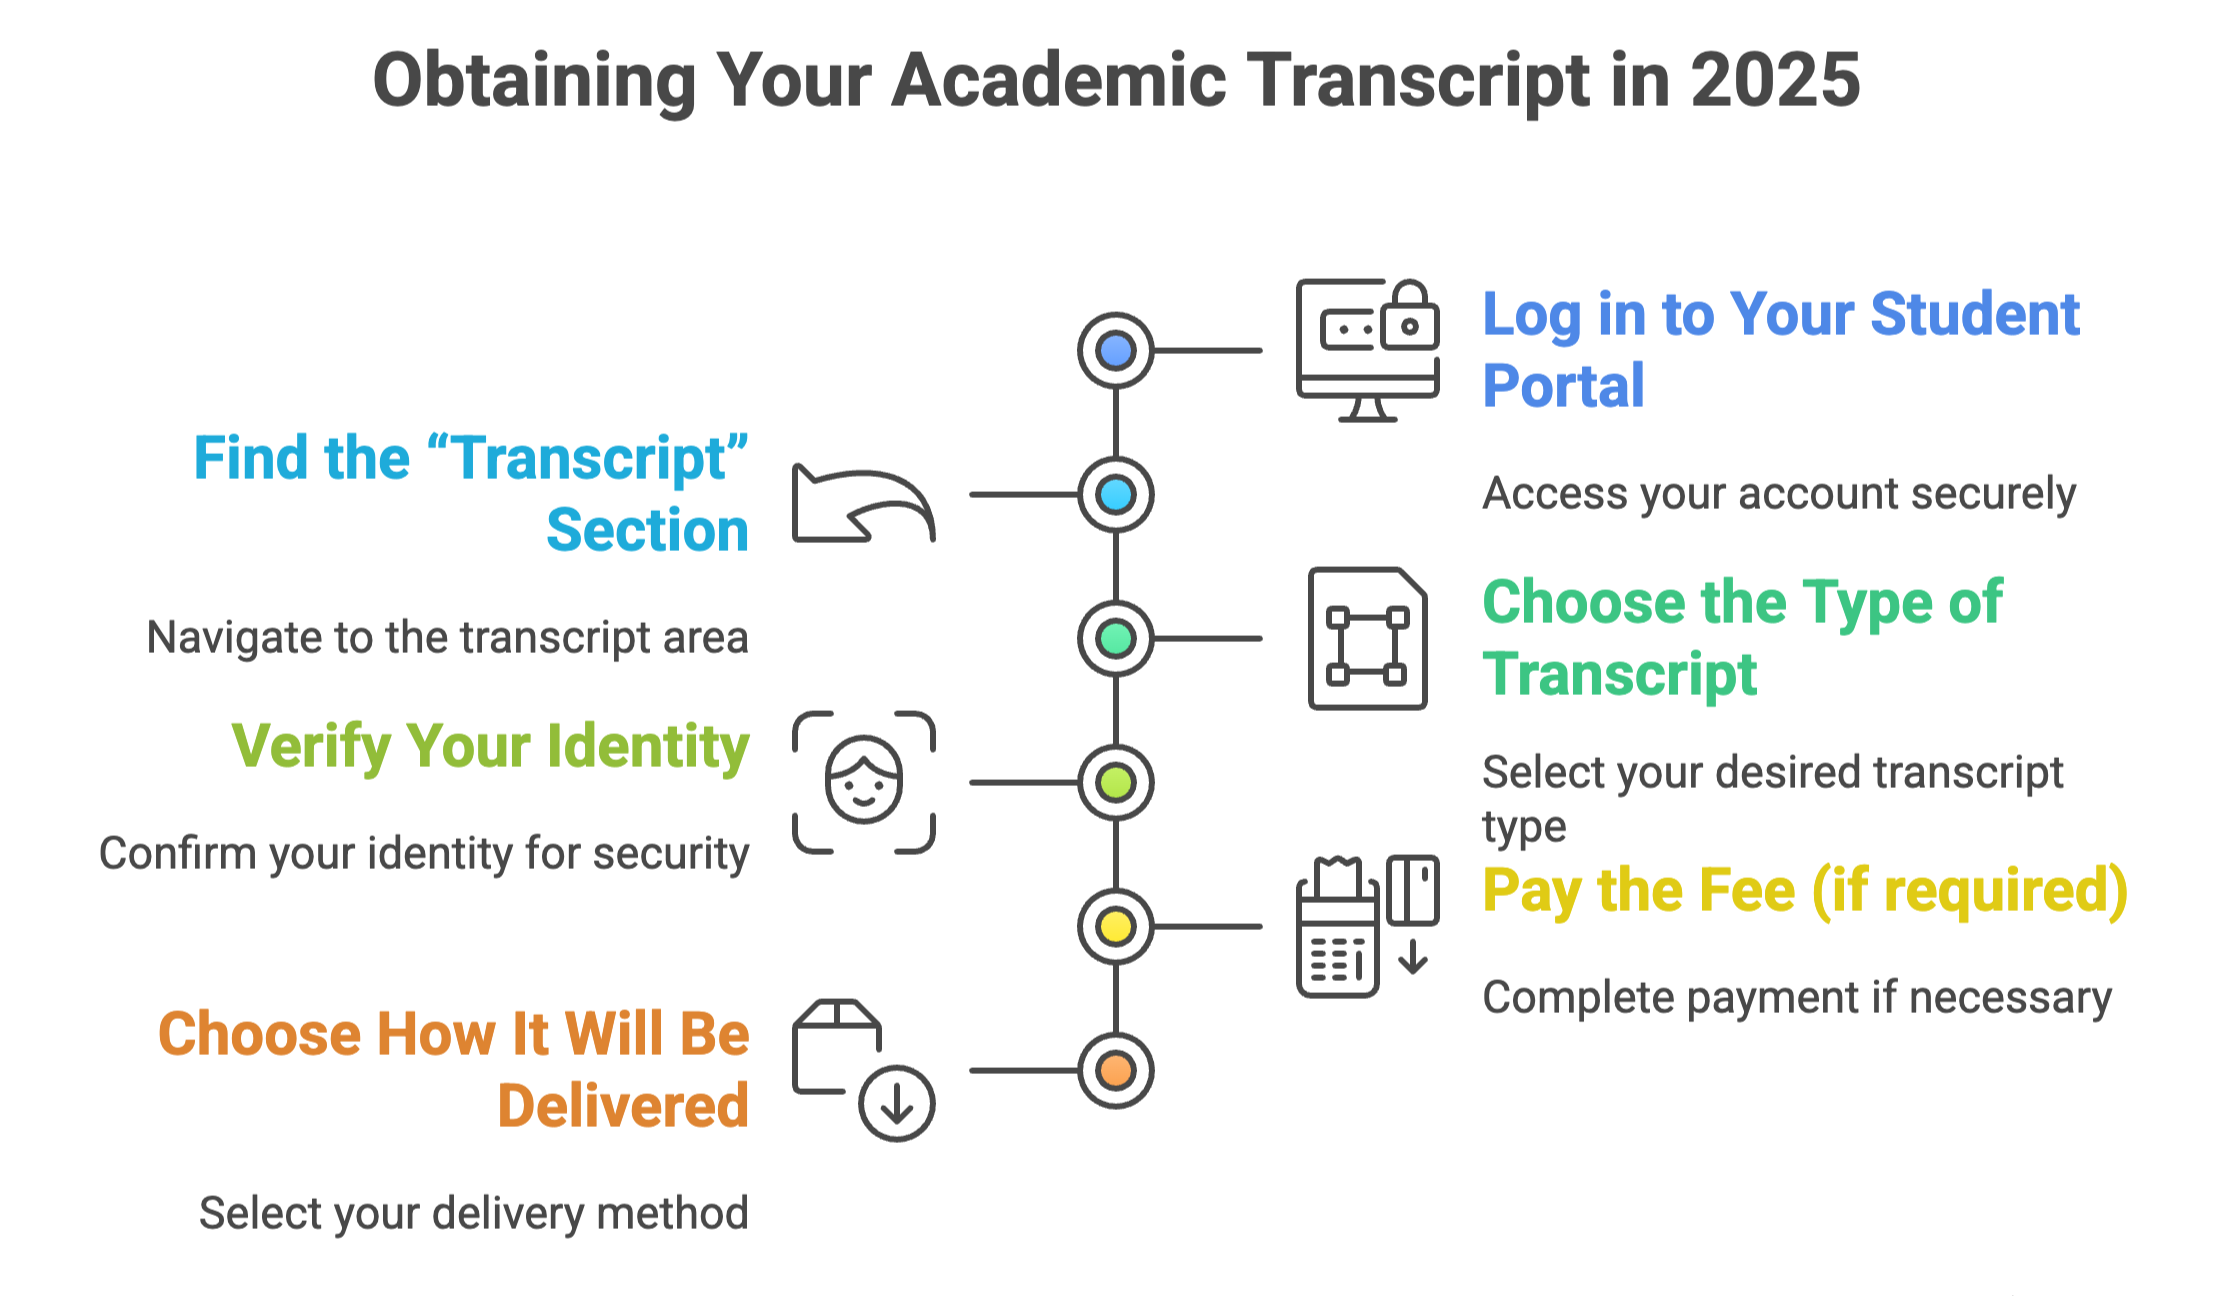 Obtaining Your Academic Transcript in 2025
Log in to Your Student
Portal
Access your account securely
Find the “Transcript”
Section
Navigate to the transcript area
Choose the Type of
Transcript
Select your desired transcript
type
Verify Your Identity
Confirm your identity for security
Pay the Fee (if required)
Complete payment if necessary
Choose How It Will Be
Delivered
Select your delivery method